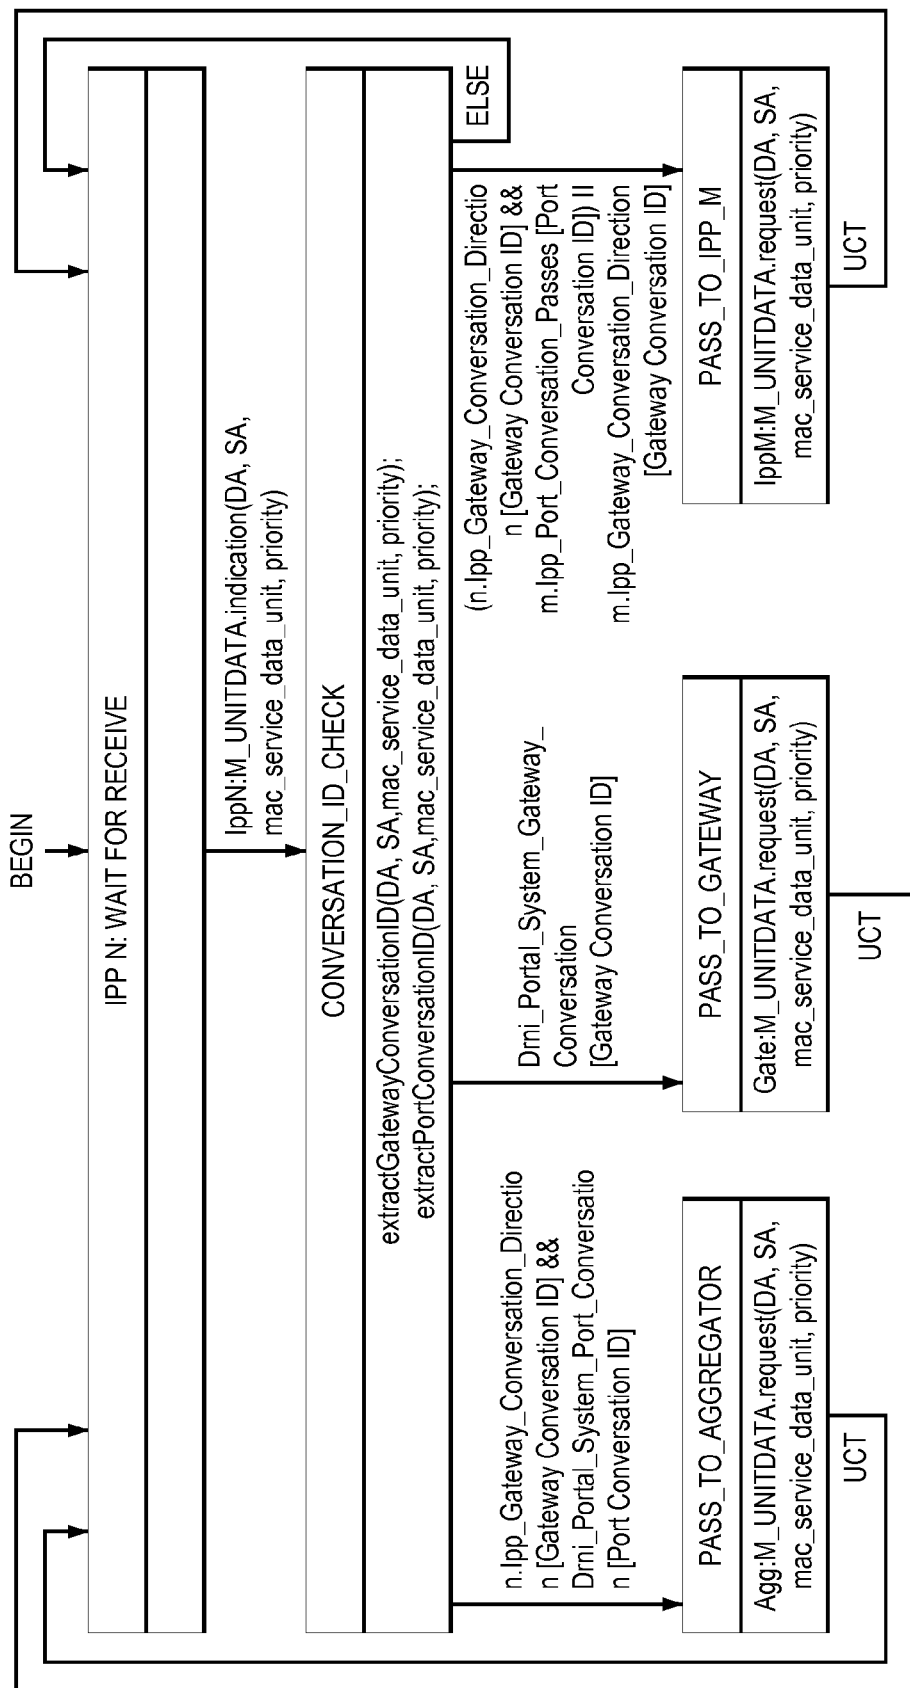 BEGIN
IPP N: WAIT FOR RECEIVE
IppN:M_UNITDATA.indication(DA, SA,
mac_service_data_unit, priority)
CONVERSATION_ID_CHECK
extractGatewayConversationID(DA, SA,mac_service_data_unit, priority);
extractPortConversationID(DA, SA,mac_service_data_unit, priority);
ELSE
n.Ipp_Gateway_Conversation_Directio
n [Gateway Conversation ID] &&
Drni_Portal_System_Port_Conversatio
n [Port Conversation ID]
Drni_Portal_System_Gateway_
Conversation
[Gateway Conversation ID]
(n.Ipp_Gateway_Conversation_Directio
n [Gateway Conversation ID] &&
m.Ipp_Port_Conversation_Passes [Port
Conversation ID]) II
m.Ipp_Gateway_Conversation_Direction
[Gateway Conversation ID]
PASS_TO_AGGREGATOR
Agg:M_UNITDATA.request(DA, SA,
mac_service_data_unit, priority)
UCT
PASS_TO_GATEWAY
Gate:M_UNITDATA.request(DA, SA,
mac_service_data_unit, priority)
UCT
PASS_TO_IPP_M
IppM:M_UNITDATA.request(DA, SA,
mac_service_data_unit, priority)
UCT